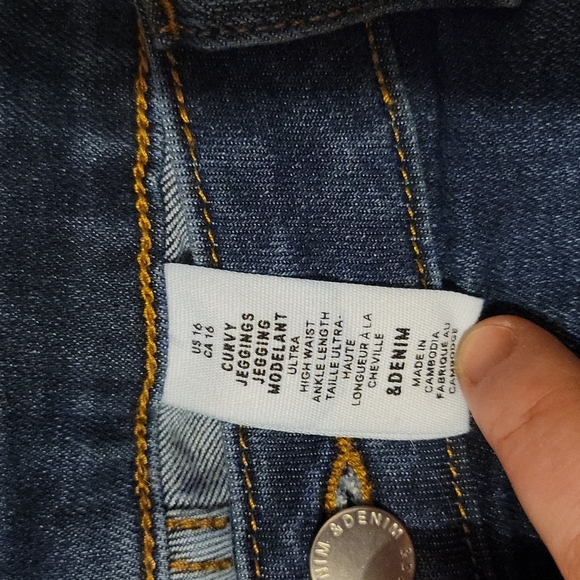 US 16
CA 16
CURVY
JEGGINGS
JEGGING
MODELANT
ULTRA
HIGH WAIST
ANKLE LENGTH
TAILLE ULTRA-
HAUTE
LONGUEUR À LA
CHEVILLE
&DENIM
MADE IN
CAMBODIA
FABRIQUÉ AU
CAMBODGE
& DENIM